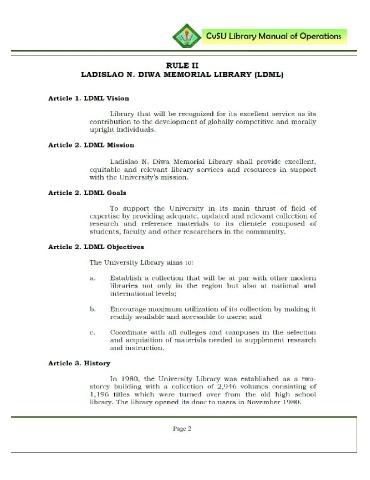 CvSU Library Manual of Operations
RULE II
LADISLAO N. DIWA MEMORIAL LIBRARY (LDML)
Article 1. LDML Vision
Library that will be recognized for its excellent service as its
contribution to the development of globally competitive and morally
upright individuals.
Article 2. LDML Mission
Ladislao N. Diwa Memorial Library shall provide excellent,
equitable and relevant library services and resources in support
with the University's mission.
Article 2. LDML Goals
To support the University in its main thrust of field of
expertise by providing adequate, updated and relevant collection of
research and reference materials to its clientele composed of
students, faculty and other researchers in the community.
Article 2. LDML Objectives
The University Library aims to:
a. Establish a collection that will be at par with other modern
libraries not only in the region but also at national and
international levels;
b. Encourage maximum utilization of its collection by making it
readily available and accessible to users; and
c. Coordinate with all colleges and campuses in the selection
and acquisition of materials needed to supplement research
and instruction.
Article 3. History
In 1980, the University Library was established as a two-
storey building with a collection of 2,946 volumes consisting of
1,196 titles which were turned over from the old high school
library. The library opened its door to users in November 1980.
Page 2